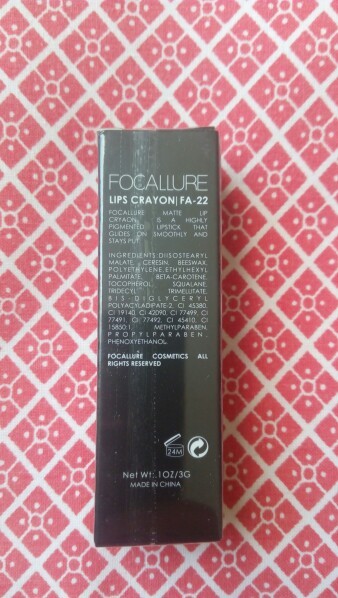 FOCALLURE
LIPS CRAYON| FA-22
FOCALLURE MATTE LIP
CRYAON IS A HIGHLY
PIGMENTED LIPSTICK THAT
GLIDES ON SMOOTHLY AND
STAYS PUT
INGREDIENTS:DIISOSTEARYL
MALATE, CERESIN, BEESWAX,
POLYETHYLENE,ETHYLHEXYL
PALMITATE, BETA-CAROTENE,
TOCOPHEROL, SQUALANE,
TRIDECYL TRIMELLITATE,
BIS-DIGLYCERYL
POLYACYLADIPATE-2, CI 45380,
CI 19140, CI 42090, CI 77499, CI
77491, CI 77492, CI 45410, CI
15850:1 METHYLPARABEN,
PROPYLPARABEN,
PHENOXYETHANOL.
FOCALLURE COSMETICS ALL
RIGHTS RESERVED
24M
Net Wt: .1OZ/3G
MADE IN CHINA